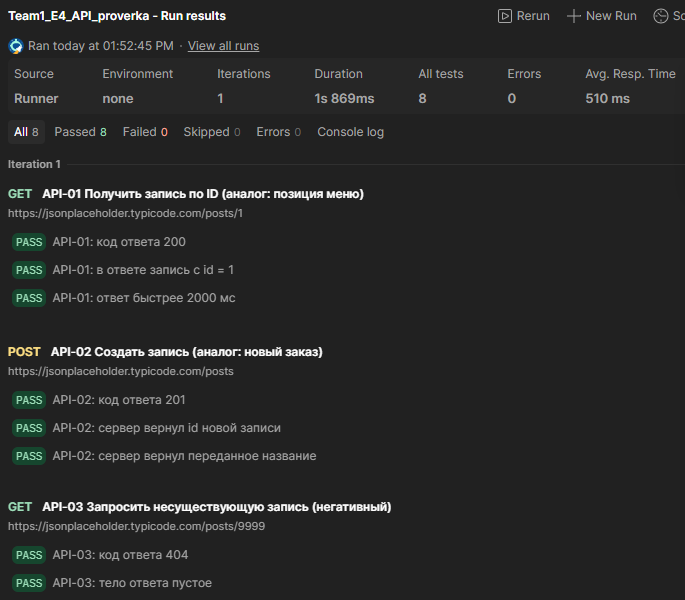 Team1_E4_API_proverka - Run results
Rerun
New Run
Ran today at 01:52:45 PM · View all runs
Source Environment Iterations Duration All tests Errors Avg. Resp. Time
Runner none 1 1s 869ms 8 0 510 ms
All 8 Passed 8 Failed 0 Skipped 0 Errors 0 Console log
Iteration 1
GET API-01 Получить запись по ID (аналог: позиция меню)
https://jsonplaceholder.typicode.com/posts/1
PASS API-01: код ответа 200
PASS API-01: в ответе запись с id = 1
PASS API-01: ответ быстрее 2000 мс
POST API-02 Создать запись (аналог: новый заказ)
https://jsonplaceholder.typicode.com/posts
PASS API-02: код ответа 201
PASS API-02: сервер вернул id новой записи
PASS API-02: сервер вернул переданное название
GET API-03 Запросить несуществующую запись (негативный)
https://jsonplaceholder.typicode.com/posts/9999
PASS API-03: код ответа 404
PASS API-03: тело ответа пустое